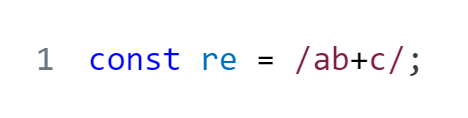 1 const re = /ab+c/;